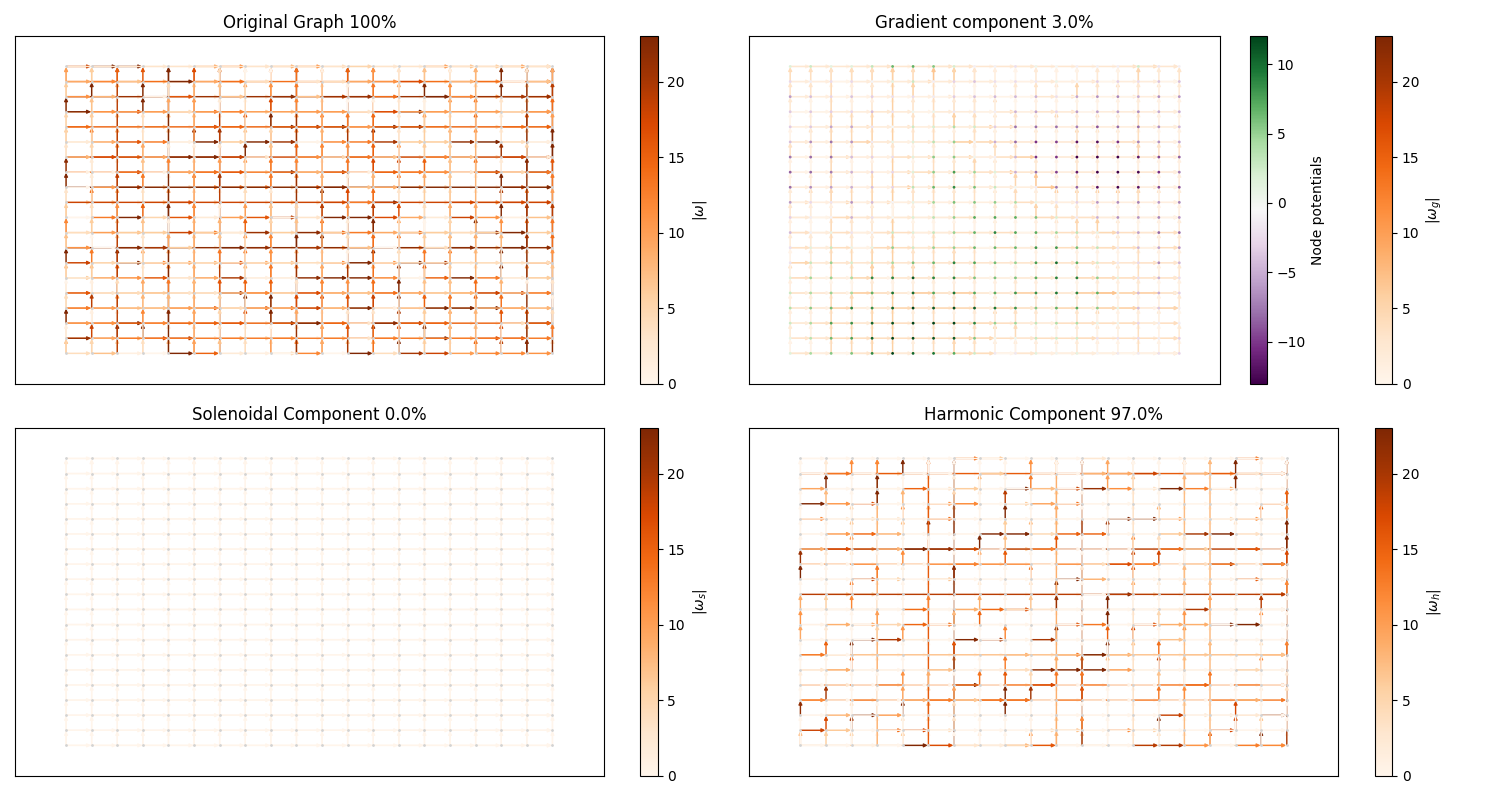 Original Graph 100%
20
15
10
5
0
|ω|
Gradient component 3.0%
10
5
0
−5
−10
Node potentials
20
15
10
5
0
|ω_g|
Solenoidal Component 0.0%
20
15
10
5
0
|ω_s|
Harmonic Component 97.0%
20
15
10
5
0
|ω_h|